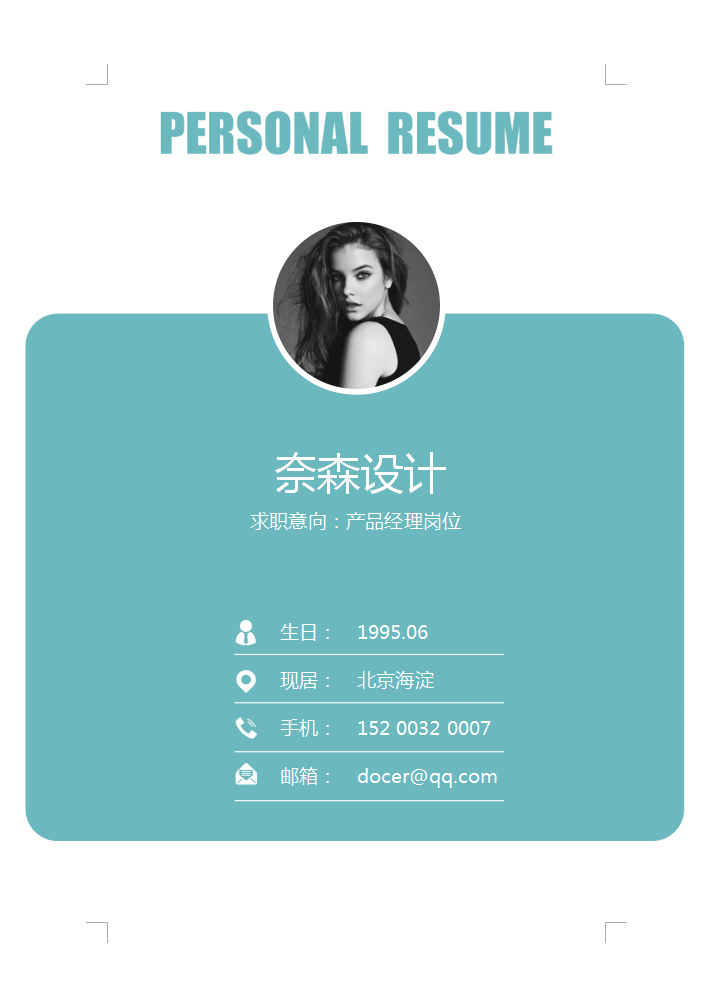 PERSONAL RESUME
奈森设计
求职意向：产品经理岗位
生日： 1995.06
现居： 北京海淀
手机： 152 0032 0007
邮箱： docer@qq.com